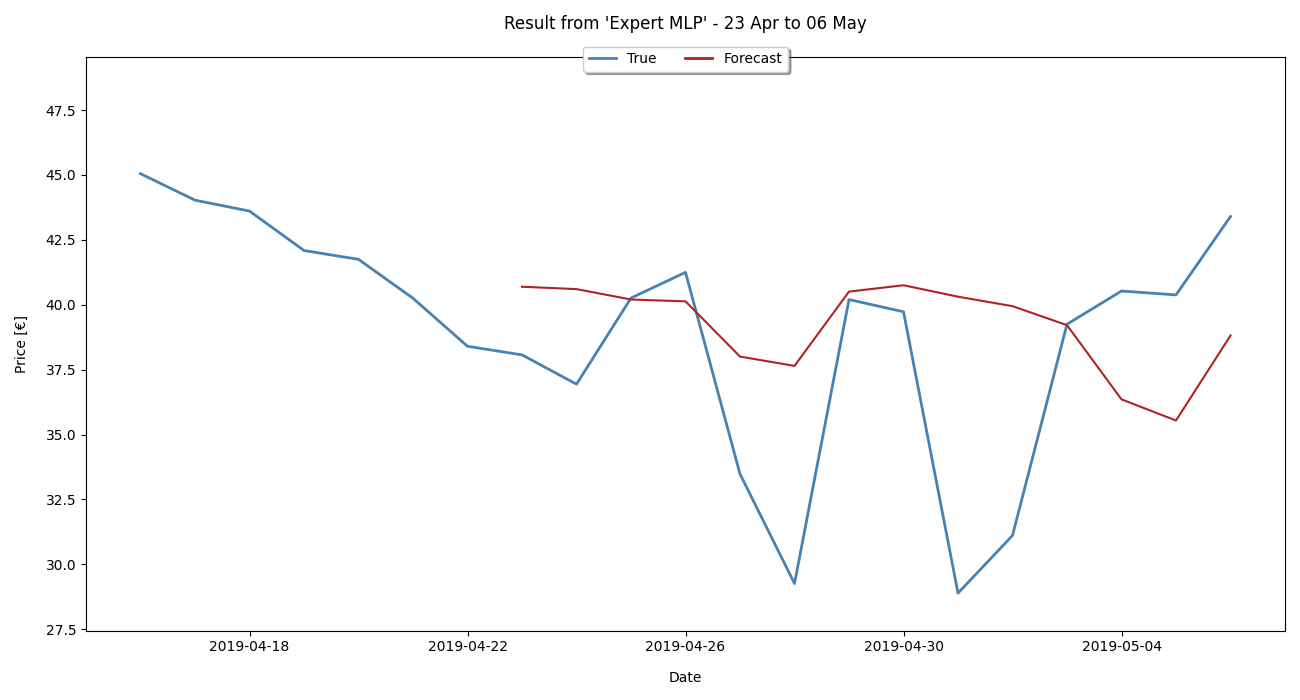 Result from 'Expert MLP' - 23 Apr to 06 May
True Forecast
47.5
45.0
42.5
40.0
37.5
35.0
32.5
30.0
27.5
Price [€]
2019-04-18 2019-04-22 2019-04-26 2019-04-30 2019-05-04
Date